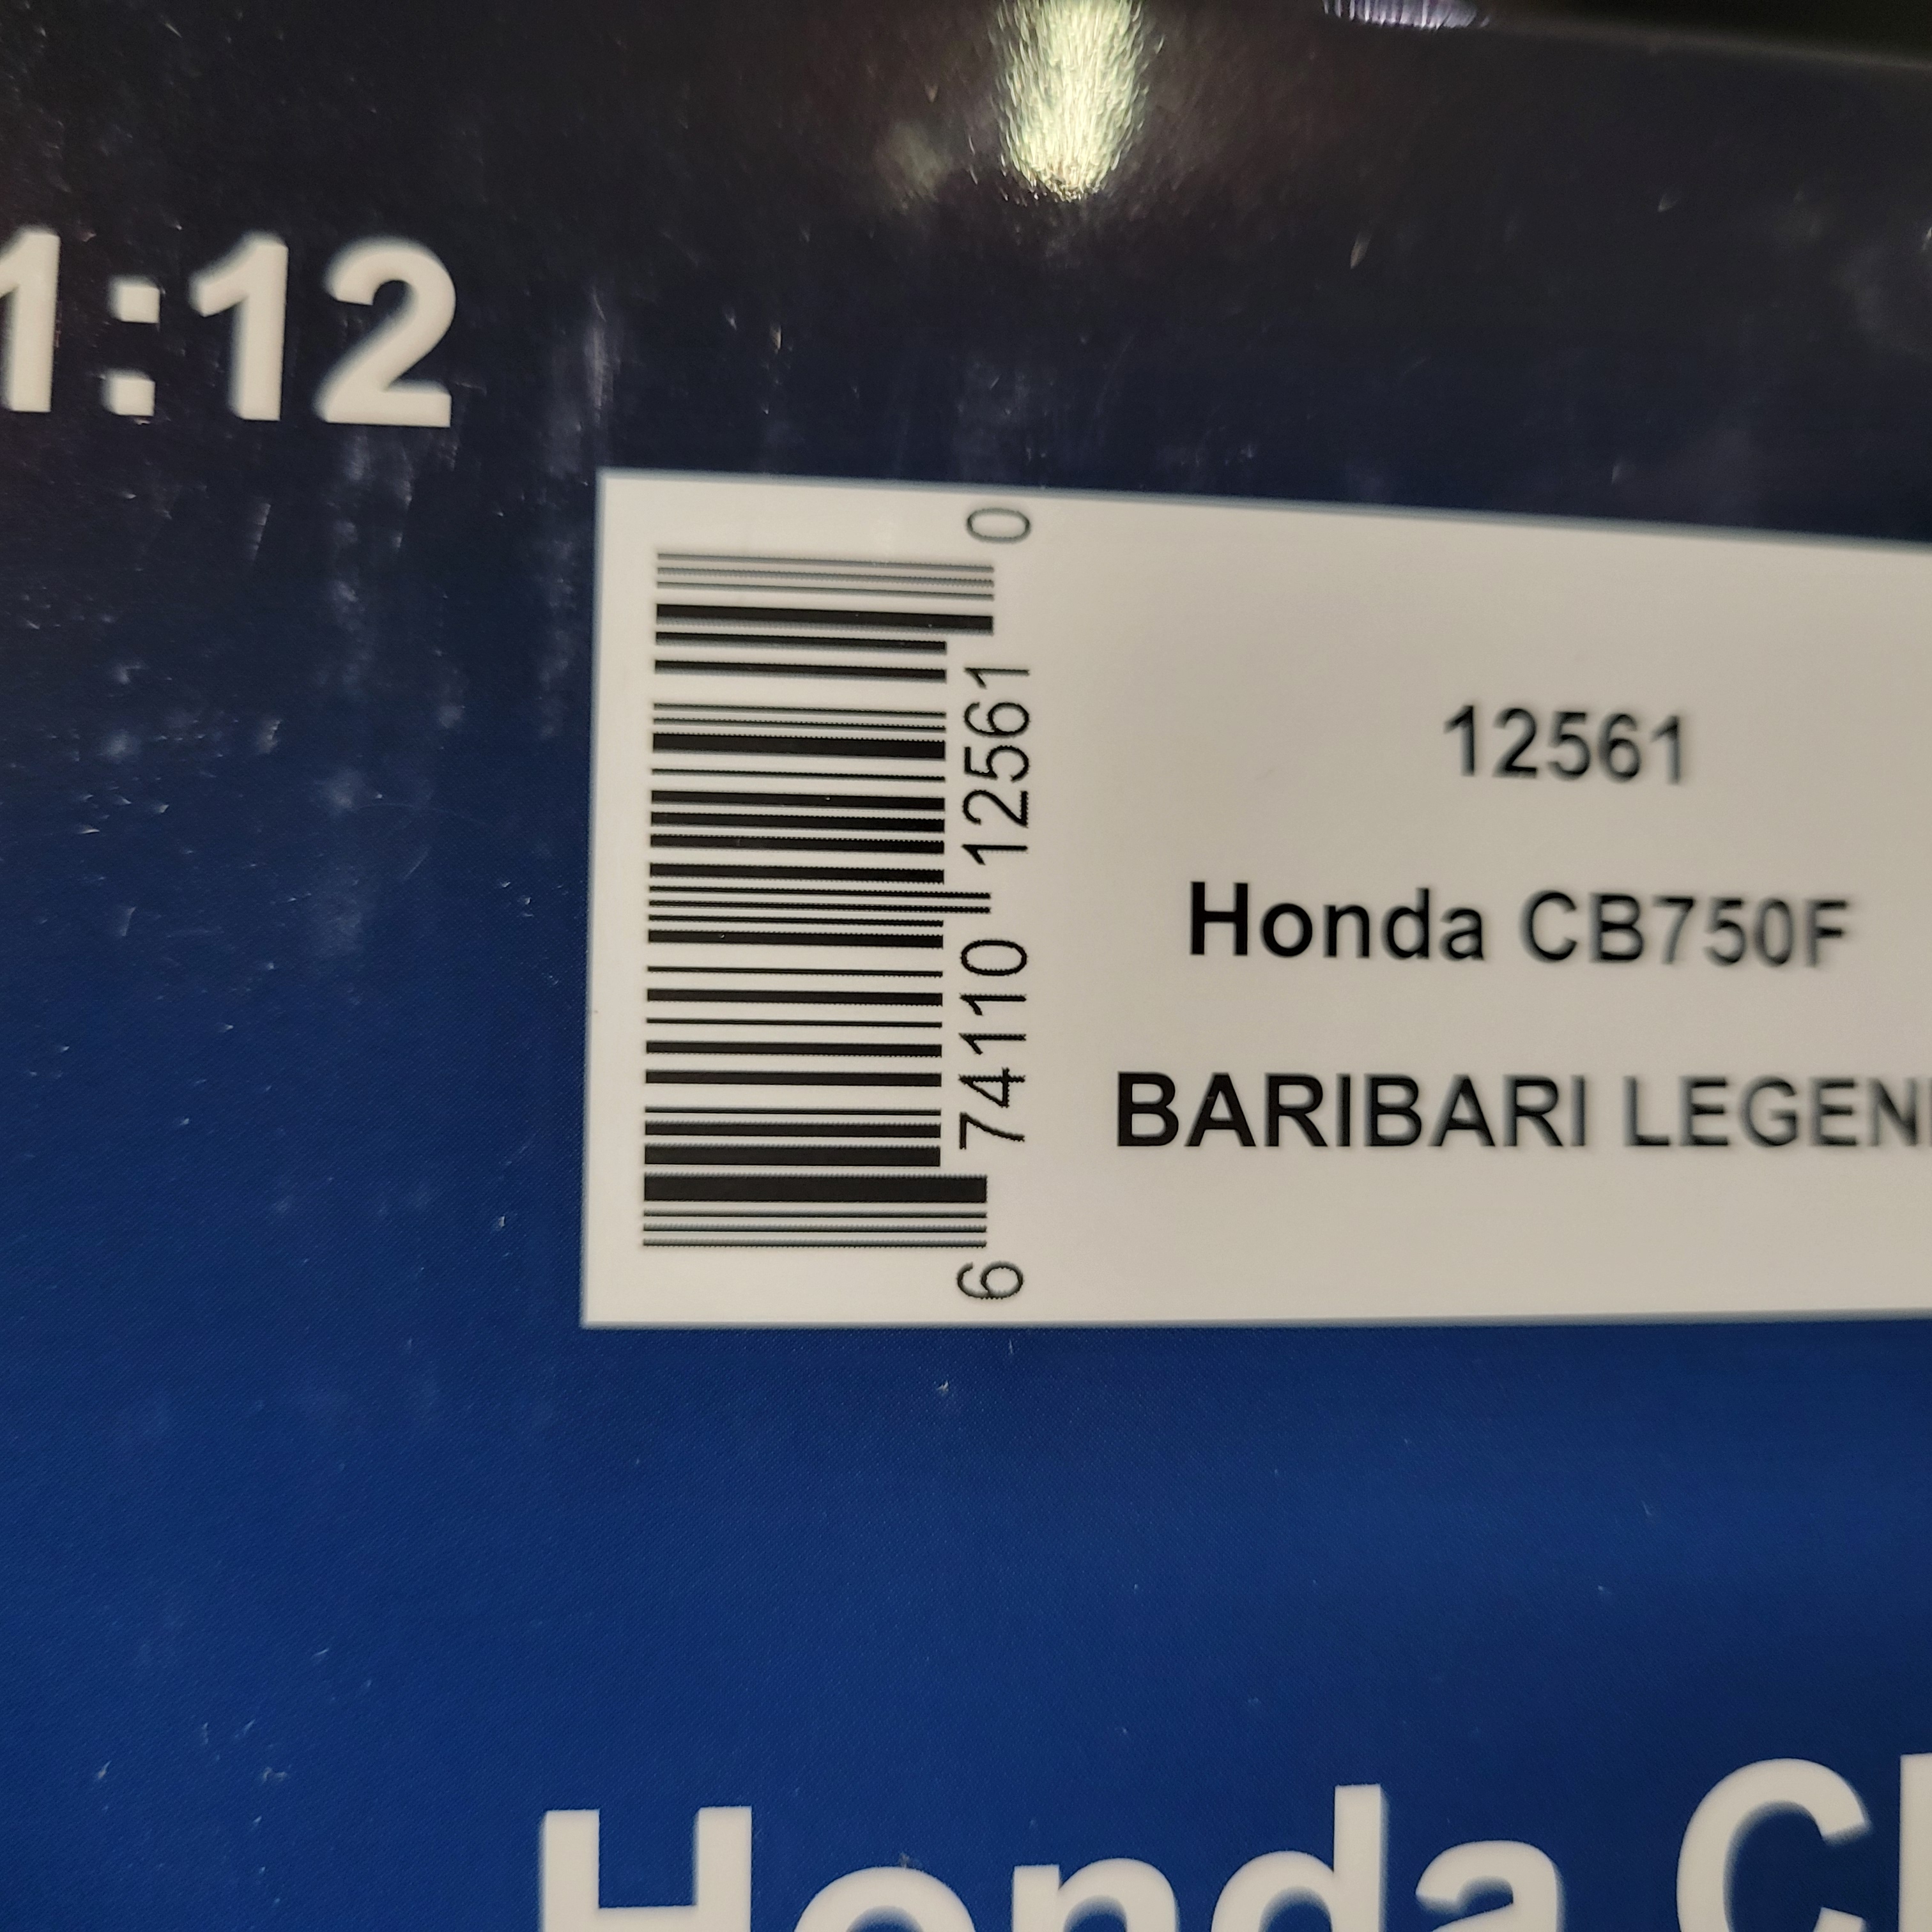 1:12
6 74110 12561 0
12561
Honda CB750F
BARIBARI LEGEN
Honda C